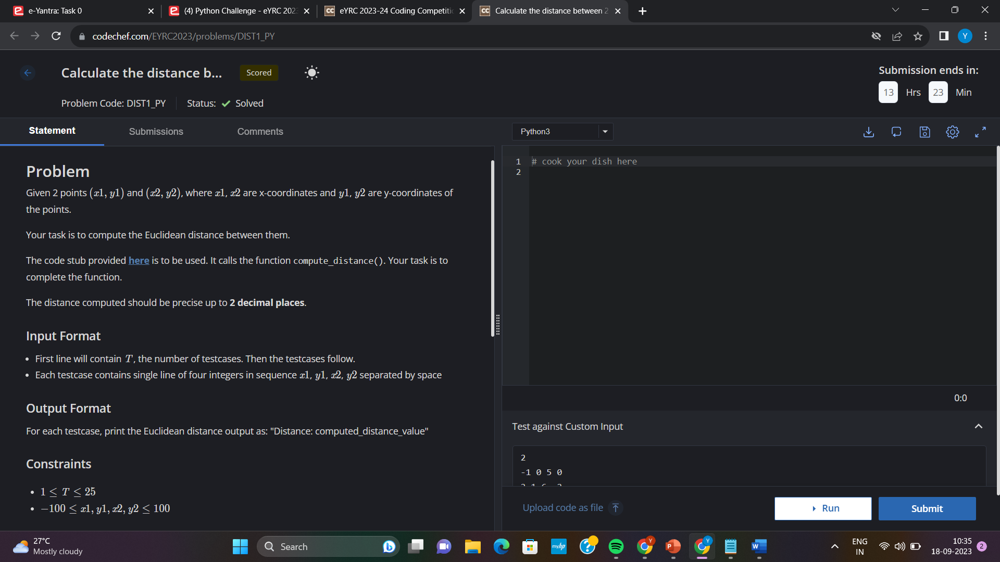 e-Yantra: Task 0
(4) Python Challenge - eYRC 202
eYRC 2023-24 Coding Competitic
Calculate the distance between 2
codechef.com/EYRC2023/problems/DIST1_PY
Y
Calculate the distance b...
Scored
Submission ends in:
13 Hrs 23 Min
Problem Code: DIST1_PY
Status: Solved
Statement
Submissions
Comments
Python3
Problem
Given 2 points (x1, y1) and (x2, y2), where x1, x2 are x-coordinates and y1, y2 are y-coordinates of
the points.
Your task is to compute the Euclidean distance between them.
The code stub provided here is to be used. It calls the function compute_distance(). Your task is to
complete the function.
The distance computed should be precise up to 2 decimal places.
Input Format
• First line will contain T, the number of testcases. Then the testcases follow.
• Each testcase contains single line of four integers in sequence x1, y1, x2, y2 separated by space
Output Format
For each testcase, print the Euclidean distance output as: "Distance: computed_distance_value"
Constraints
• 1 ≤ T ≤ 25
• −100 ≤ x1, y1, x2, y2 ≤ 100
1 # cook your dish here
2
0:0
Test against Custom Input
2
-1 0 5 0
Upload code as file
Run
Submit
27°C
Mostly cloudy
Search
myhp
ENG
IN
10:35
18-09-2023
2